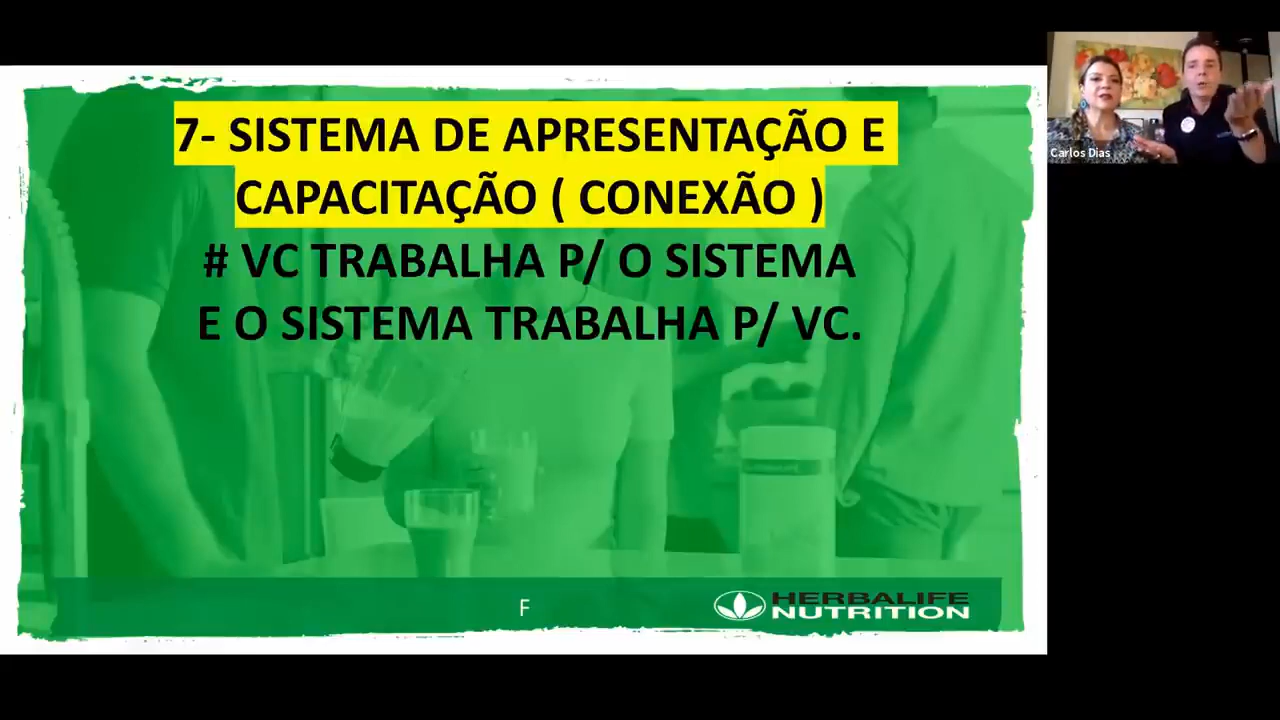 7- SISTEMA DE APRESENTAÇÃO E
CAPACITAÇÃO ( CONEXÃO )
# VC TRABALHA P/ O SISTEMA
E O SISTEMA TRABALHA P/ VC.
F
HERBALIFE
NUTRITION
Carlos Dias